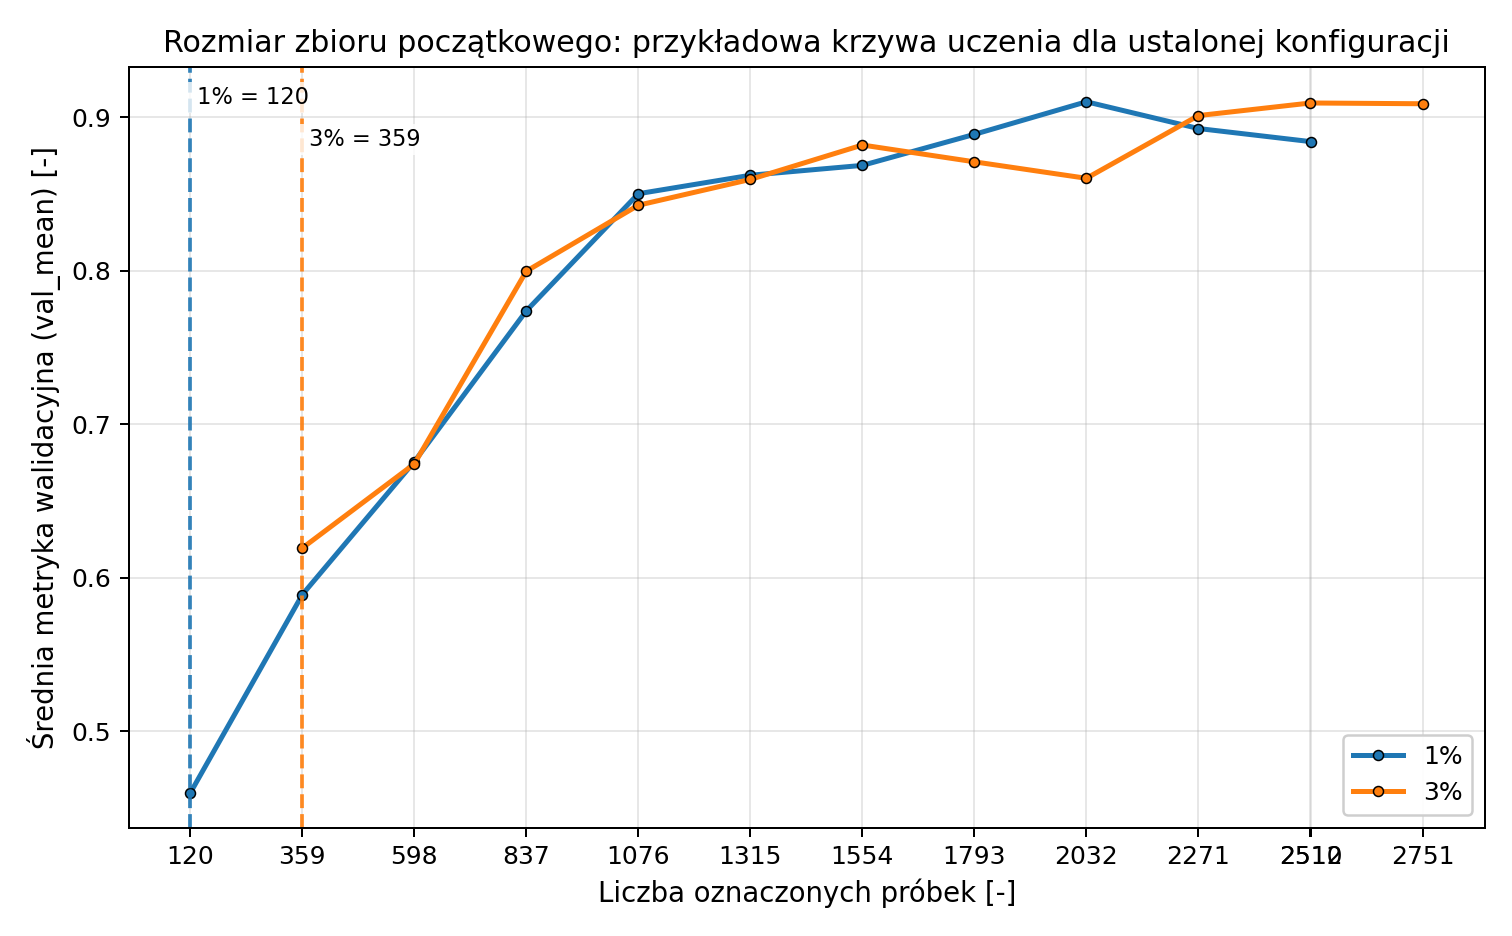 Rozmiar zbioru początkowego: przykładowa krzywa uczenia dla ustalonej konfiguracji
1% = 120
3% = 359
Średnia metryka walidacyjna (val_mean) [-]
0.9
0.8
0.7
0.6
0.5
1%
3%
120 359 598 837 1076 1315 1554 1793 2032 2271 2751
Liczba oznaczonych próbek [-]